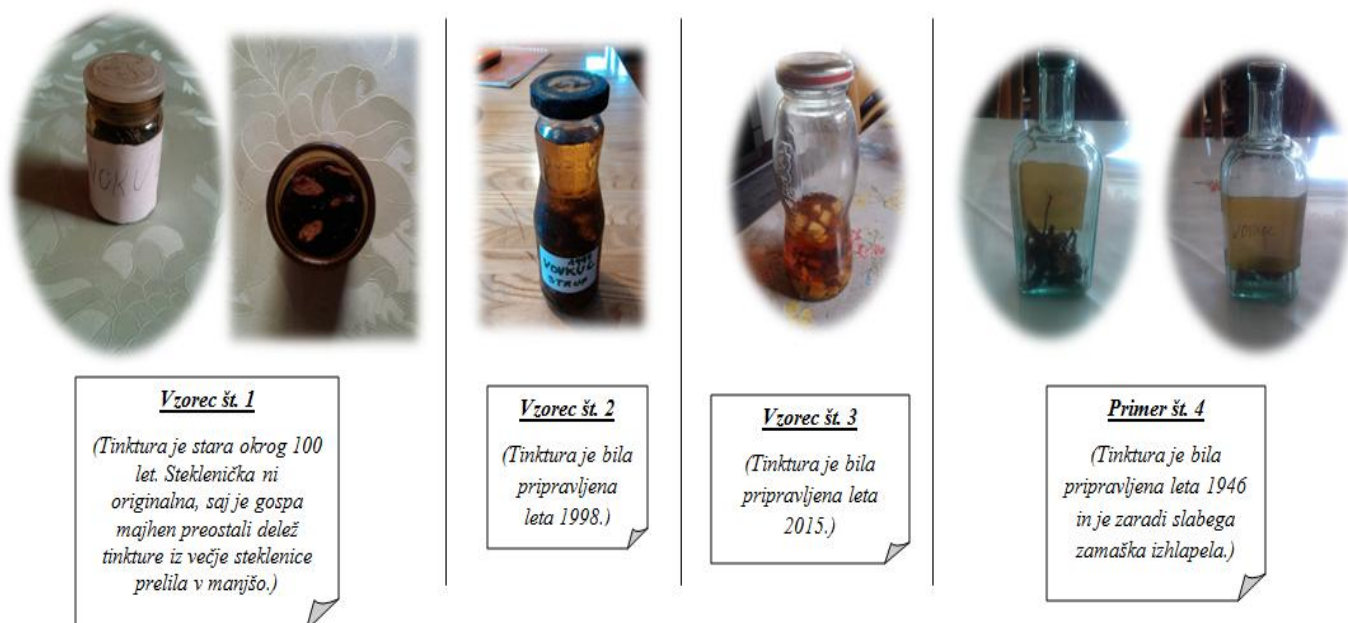 VOKU
VOVKUC
STRUP
Vzorec št. 1
(Tinktura je stara okrog 100
let. Steklenička ni
originalna, saj je gospa
majhen preostali delež
tinkture iz večje steklenice
prelila v manjšo.)
Vzorec št. 2
(Tinktura je bila
pripravljena
leta 1998.)
Vzorec št. 3
(Tinktura je bila
pripravljena leta
2015.)
Primer št. 4
(Tinktura je bila
pripravljena leta 1946
in je zaradi slabega
zamaška izhlapela.)